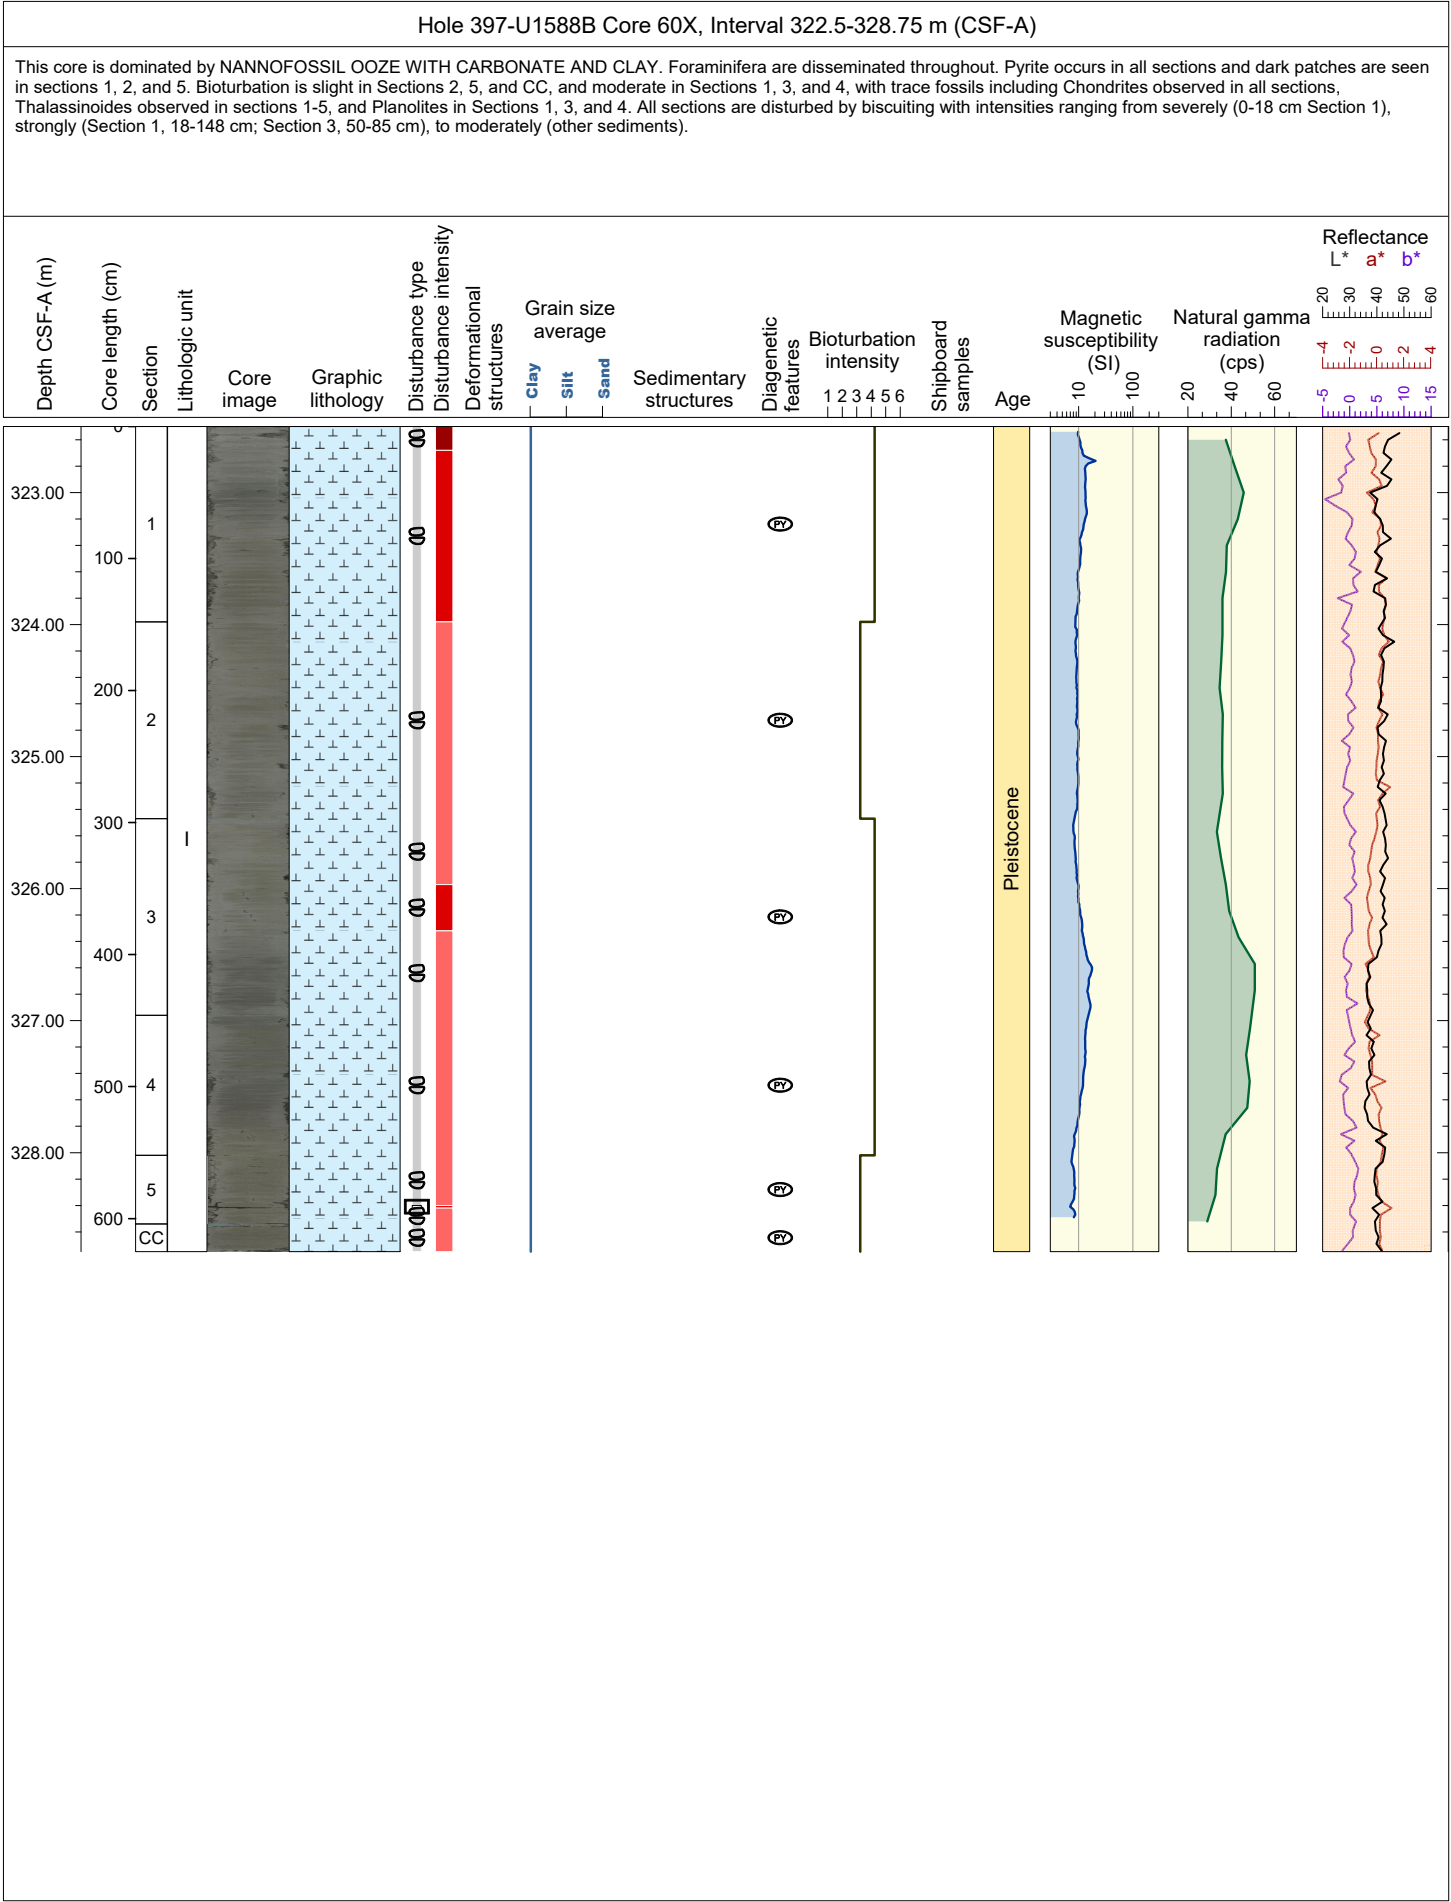 Hole 397-U1588B Core 60X, Interval 322.5-328.75 m (CSF-A)
This core is dominated by NANNOFOSSIL OOZE WITH CARBONATE AND CLAY. Foraminifera are disseminated throughout. Pyrite occurs in all sections and dark patches are seen
in sections 1, 2, and 5. Bioturbation is slight in Sections 2, 5, and CC, and moderate in Sections 1, 3, and 4, with trace fossils including Chondrites observed in all sections,
Thalassinoides observed in sections 1-5, and Planolites in Sections 1, 3, and 4. All sections are disturbed by biscuiting with intensities ranging from severely (0-18 cm Section 1),
strongly (Section 1, 18-148 cm; Section 3, 50-85 cm), to moderately (other sediments).
Depth CSF-A (m)
Core length (cm)
Section
Lithologic unit
Core
image
Graphic
lithology
Disturbance type
Disturbance intensity
Deformational
structures
Grain size
average
Clay
Silt
Sand
Sedimentary
structures
Diagenetic
features
Bioturbation
intensity
1 2 3 4 5 6
Shipboard
samples
Age
Magnetic
susceptibility
(SI)
10 100
Natural gamma
radiation
(cps)
20 40 60
Reflectance
L* a* b*
20 30 40 50 60
-4 -2 0 2 4
-5 0 5 10 15
0
323.00
1
PY
100
324.00
200
2
PY
325.00
300
I
Pleistocene
326.00
3
PY
400
327.00
500
4
PY
328.00
5
PY
600
CC
PY